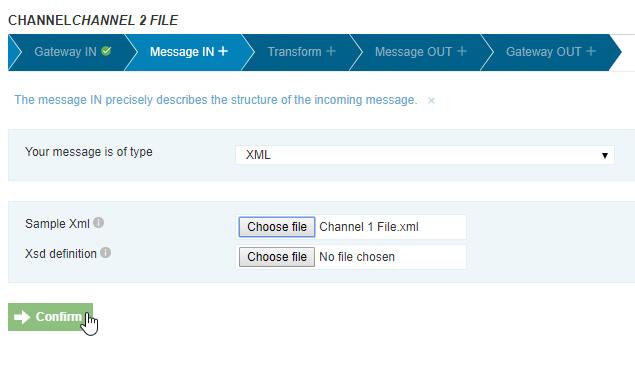 CHANNELCHANNEL 2 FILE
Gateway IN Message IN + Transform + Message OUT + Gateway OUT +
The message IN precisely describes the structure of the incoming message. ×
Your message is of type XML
Sample Xml Choose file Channel 1 File.xml
Xsd definition Choose file No file chosen
Confirm